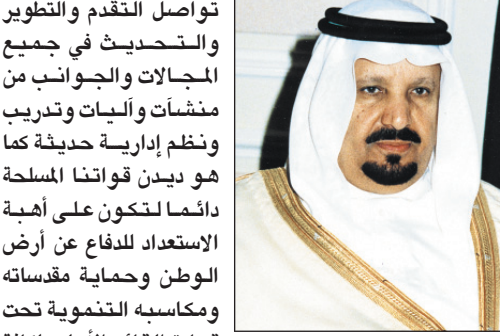 تواصل التقدم والتطوير
والتحديث في جميع
المجالات والجوانب من
منشآت وآليات وتدريب
ونظم إدارية حديثة كما
هو ديدن قواتنا المسلحة
دائما لتكون على أهبة
الاستعداد للدفاع عن أرض
الوطن وحماية مقدساته
ومكاسبه التنموية تحت